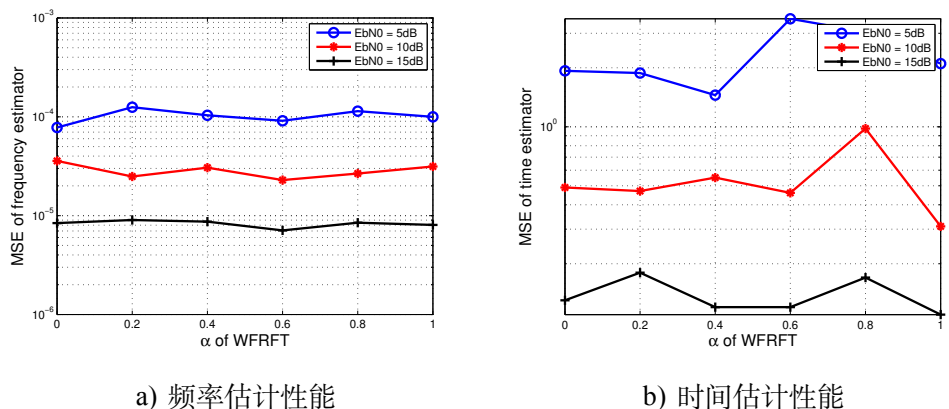 10⁻³
10⁻⁴
10⁻⁵
10⁻⁶
MSE of frequency estimator
EbN0 = 5dB
EbN0 = 10dB
EbN0 = 15dB
0 0.2 0.4 0.6 0.8 1
α of WFRFT
a) 频率估计性能
10⁰
MSE of time estimator
EbN0 = 5dB
EbN0 = 10dB
EbN0 = 15dB
0 0.2 0.4 0.6 0.8 1
α of WFRFT
b) 时间估计性能